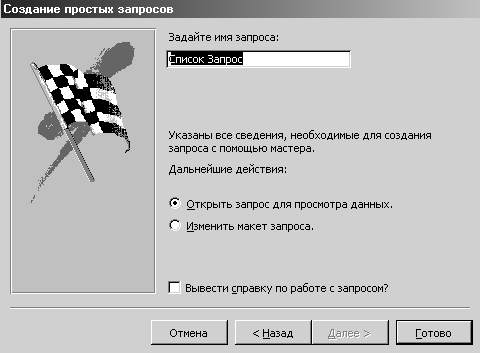 Создание простых запросов
Задайте имя запроса:
Список Запрос
Указаны все сведения, необходимые для создания
запроса с помощью мастера.
Дальнейшие действия:
Открыть запрос для просмотра данных.
Изменить макет запроса.
Вывести справку по работе с запросом?
Отмена
< Назад
Далее >
Готово